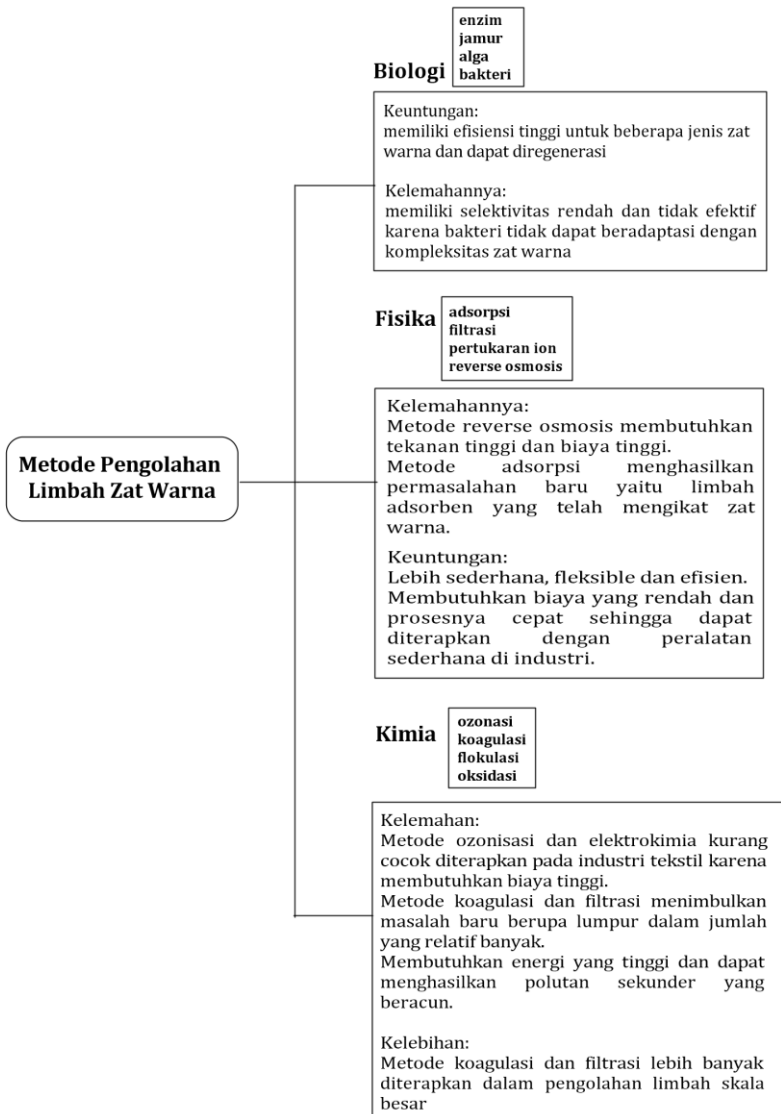 enzim
jamur
alga
bakteri
Biologi
Keuntungan:
memiliki efisiensi tinggi untuk beberapa jenis zat
warna dan dapat diregenerasi
Kelemahannya:
memiliki selektivitas rendah dan tidak efektif
karena bakteri tidak dapat beradaptasi dengan
kompleksitas zat warna
Fisika
adsorpsi
filtrasi
pertukaran ion
reverse osmosis
Kelemahannya:
Metode reverse osmosis membutuhkan
tekanan tinggi dan biaya tinggi.
Metode adsorpsi menghasilkan
permasalahan baru yaitu limbah
adsorben yang telah mengikat zat
warna.
Keuntungan:
Lebih sederhana, fleksible dan efisien.
Membutuhkan biaya yang rendah dan
prosesnya cepat sehingga dapat
diterapkan dengan peralatan
sederhana di industri.
Metode Pengolahan
Limbah Zat Warna
Kimia
ozonasi
koagulasi
flokulasi
oksidasi
Kelemahan:
Metode ozonisasi dan elektrokimia kurang
cocok diterapkan pada industri tekstil karena
membutuhkan biaya tinggi.
Metode koagulasi dan filtrasi menimbulkan
masalah baru berupa lumpur dalam jumlah
yang relatif banyak.
Membutuhkan energi yang tinggi dan dapat
menghasilkan polutan sekunder yang
beracun.
Kelebihan:
Metode koagulasi dan filtrasi lebih banyak
diterapkan dalam pengolahan limbah skala
besar